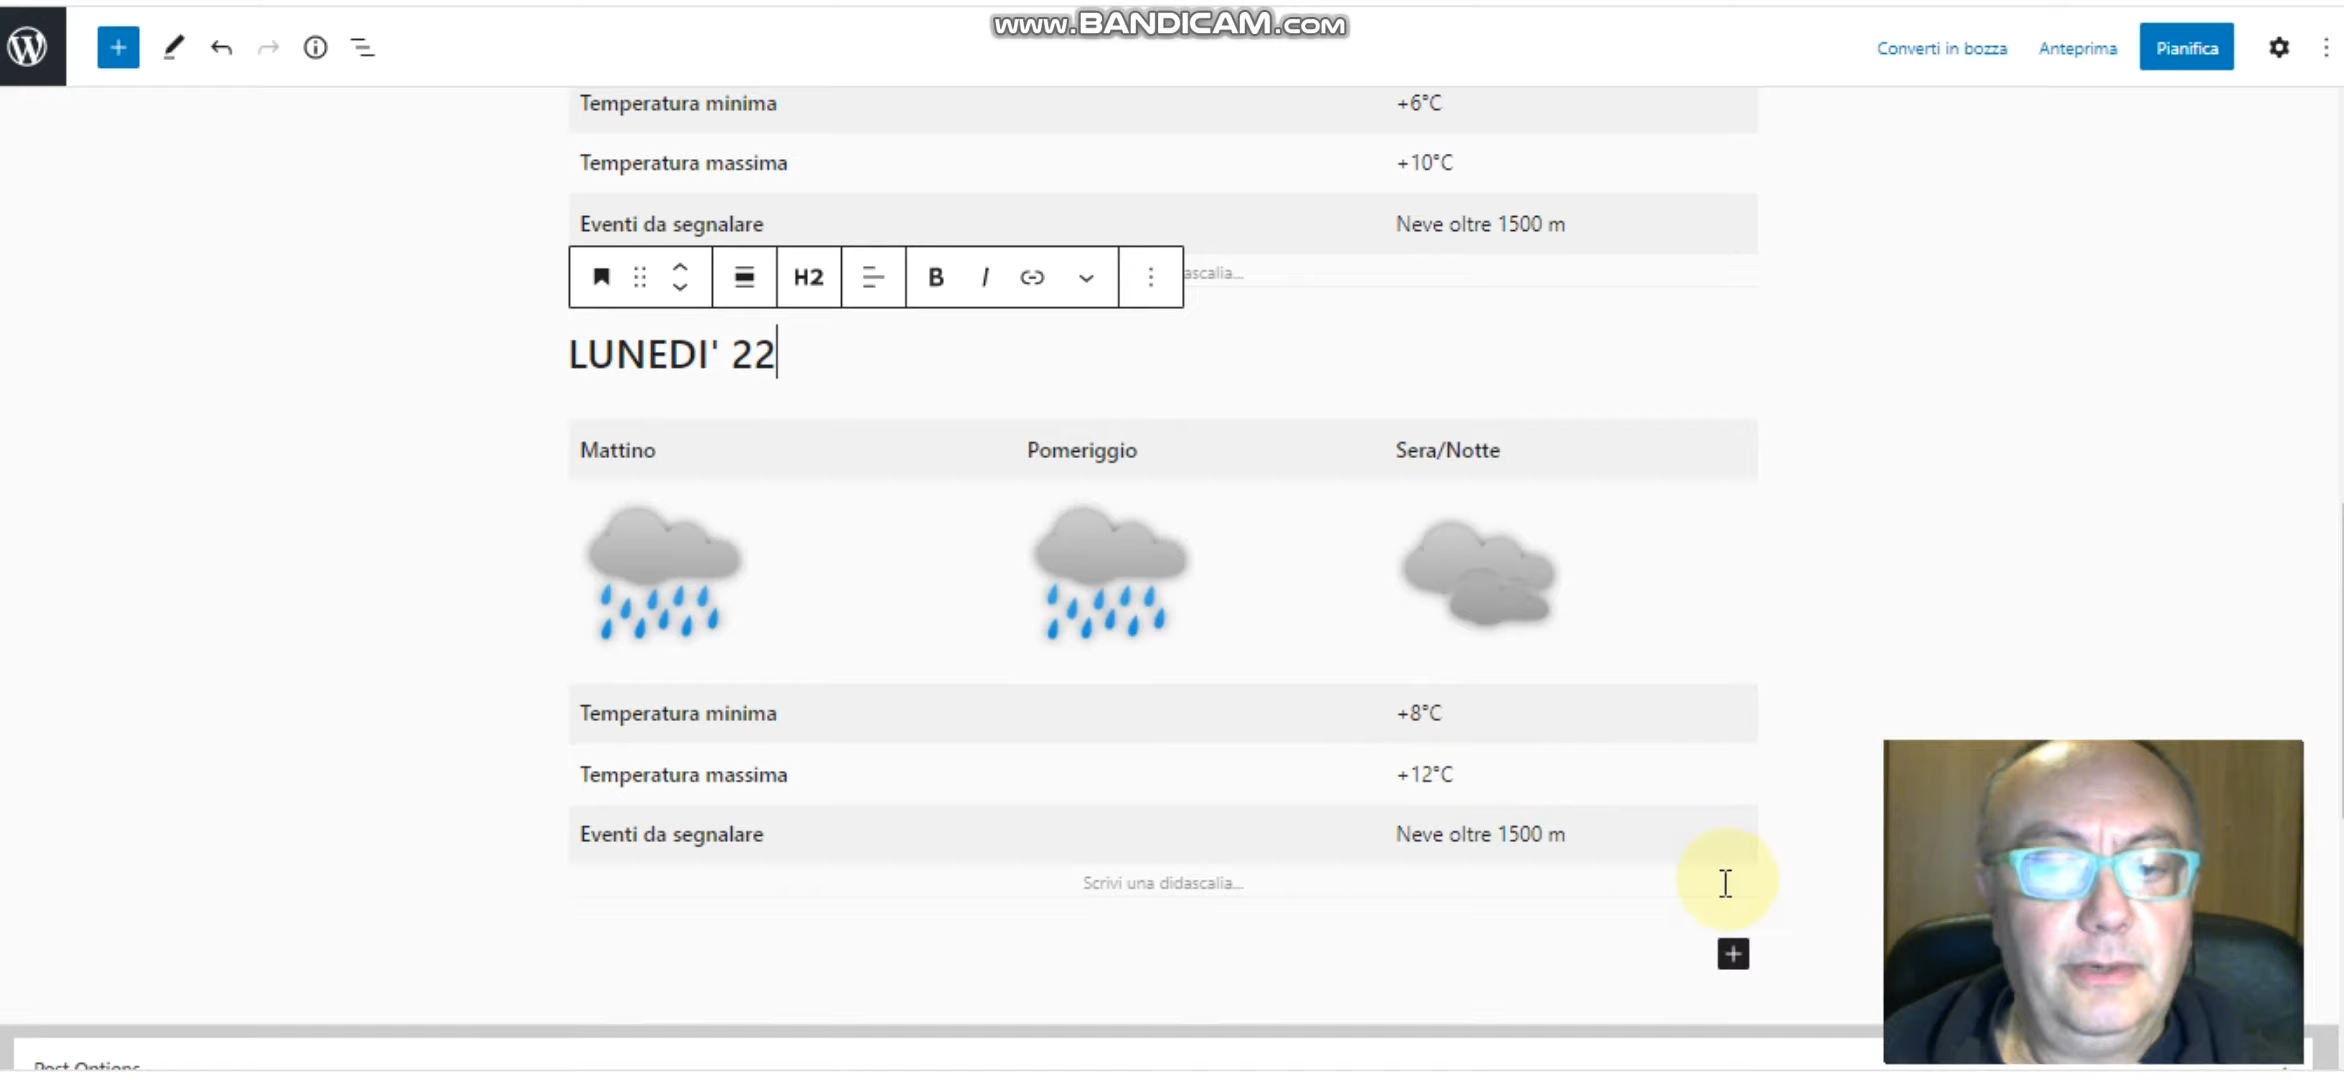 www.BANDICAM.com
Converti in bozza Anteprima Pianifica
Temperatura minima +6°C
Temperatura massima +10°C
Eventi da segnalare Neve oltre 1500 m
H2 B I ascalia...
LUNEDI' 22
Mattino Pomeriggio Sera/Notte
Temperatura minima +8°C
Temperatura massima +12°C
Eventi da segnalare Neve oltre 1500 m
Scrivi una didascalia...
Post Options